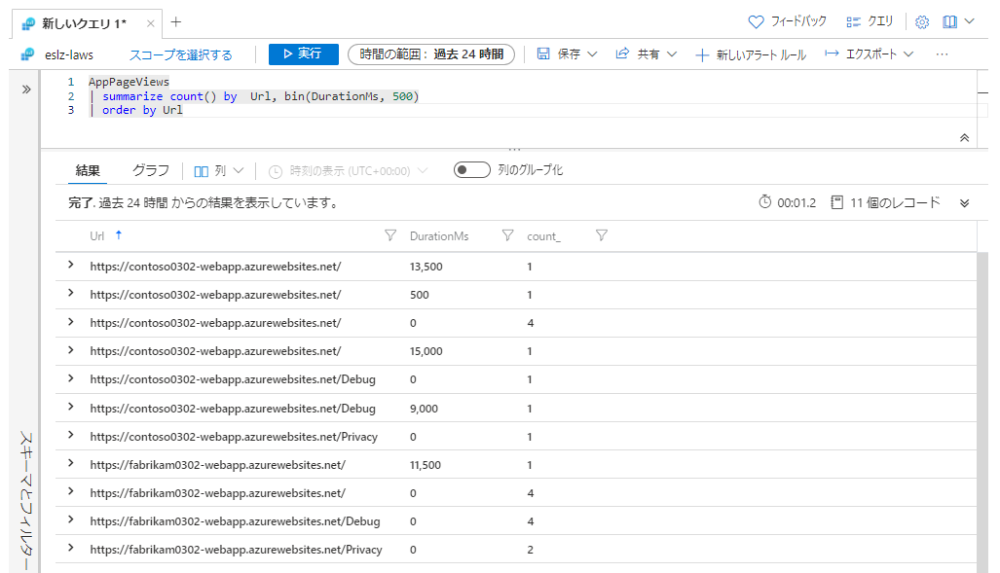 新しいクエリ 1* × +
フィードバック クエリ
eslz-laws スコープを選択する 実行 時間の範囲 : 過去 24 時間 保存 共有 新しいアラート ルール エクスポート ...
1 AppPageViews
2 | summarize count() by  Url, bin(DurationMs, 500)
3 | order by Url
結果 グラフ 列 時刻の表示 (UTC+00:00) 列のグループ化
完了. 過去 24 時間 からの結果を表示しています。 00:01.2 11 個のレコード
Url ↑ DurationMs count_
https://contoso0302-webapp.azurewebsites.net/ 13,500 1
https://contoso0302-webapp.azurewebsites.net/ 500 1
https://contoso0302-webapp.azurewebsites.net/ 0 4
https://contoso0302-webapp.azurewebsites.net/ 15,000 1
https://contoso0302-webapp.azurewebsites.net/Debug 0 1
https://contoso0302-webapp.azurewebsites.net/Debug 9,000 1
https://contoso0302-webapp.azurewebsites.net/Privacy 0 1
https://fabrikam0302-webapp.azurewebsites.net/ 11,500 1
https://fabrikam0302-webapp.azurewebsites.net/ 0 4
https://fabrikam0302-webapp.azurewebsites.net/Debug 0 4
https://fabrikam0302-webapp.azurewebsites.net/Privacy 0 2
スキーマとフィルター